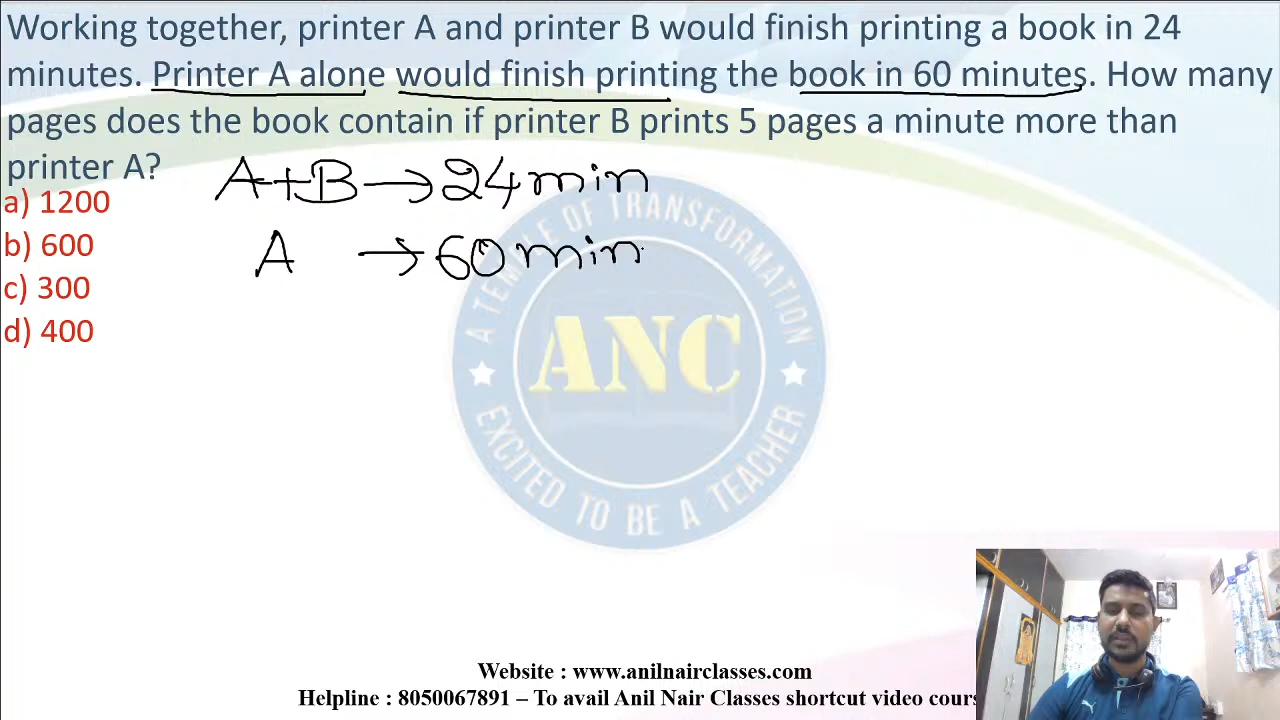 Working together, printer A and printer B would finish printing a book in 24
minutes. Printer A alone would finish printing the book in 60 minutes. How many
pages does the book contain if printer B prints 5 pages a minute more than
printer A?
a) 1200
b) 600
c) 300
d) 400
A+B → 24 min
A → 60 min
A TEMPLE OF TRANSFORMATION
ANC
EXCITED TO BE A TEACHER
Website : www.anilnairclasses.com
Helpline : 8050067891 – To avail Anil Nair Classes shortcut video cours